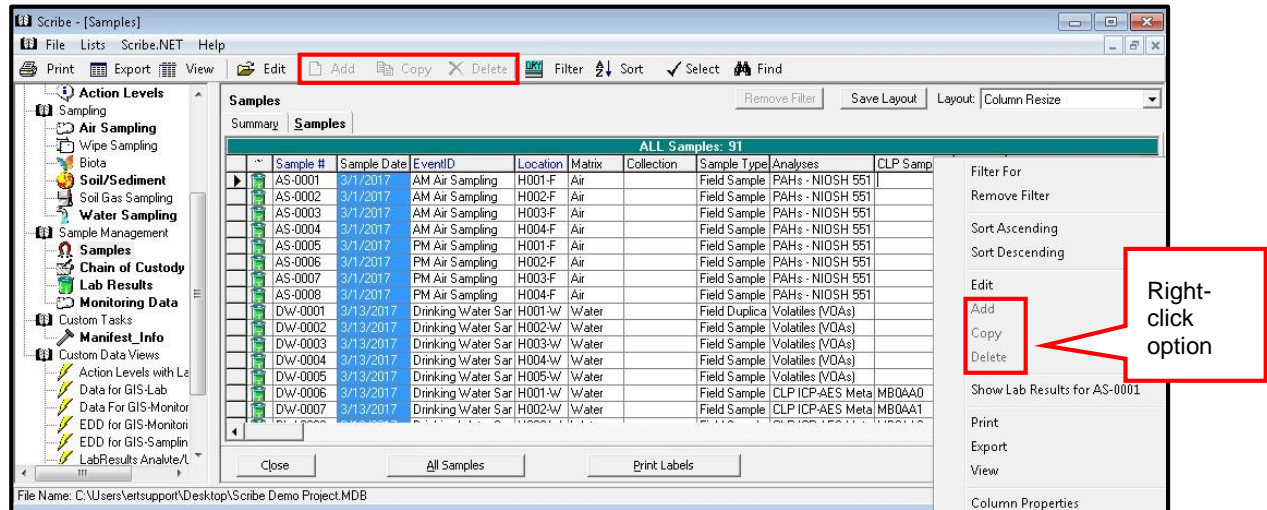 Scribe - [Samples]
File Lists Scribe.NET Help
Print Export View Edit Add Copy Delete Filter Sort Select Find
Action Levels
Sampling
Air Sampling
Wipe Sampling
Biota
Soil/Sediment
Soil Gas Sampling
Water Sampling
Sample Management
Samples
Chain of Custody
Lab Results
Monitoring Data
Custom Tasks
Manifest_Info
Custom Data Views
Action Levels with La
Data for GIS-Lab
Data For GIS-Monitor
EDD for GIS-Monitori
EDD for GIS-Samplin
LabResults Analyte/L
Samples Remove Filter Save Layout Layout: Column Resize
Summary Samples
ALL Samples: 91
Sample # Sample Date EventID Location Matrix Collection Sample Type Analyses CLP Samp
AS-0001 3/1/2017 AM Air Sampling H001-F Air Field Sample PAHs - NIOSH 551
AS-0002 3/1/2017 AM Air Sampling H002-F Air Field Sample PAHs - NIOSH 551
AS-0003 3/1/2017 AM Air Sampling H003-F Air Field Sample PAHs - NIOSH 551
AS-0004 3/1/2017 AM Air Sampling H004-F Air Field Sample PAHs - NIOSH 551
AS-0005 3/1/2017 PM Air Sampling H001-F Air Field Sample PAHs - NIOSH 551
AS-0006 3/1/2017 PM Air Sampling H002-F Air Field Sample PAHs - NIOSH 551
AS-0007 3/1/2017 PM Air Sampling H003-F Air Field Sample PAHs - NIOSH 551
AS-0008 3/1/2017 PM Air Sampling H004-F Air Field Sample PAHs - NIOSH 551
DW-0001 3/13/2017 Drinking Water Sar H001-W Water Field Duplica Volatiles (VOAs)
DW-0002 3/13/2017 Drinking Water Sar H002-W Water Field Sample Volatiles (VOAs)
DW-0003 3/13/2017 Drinking Water Sar H003-W Water Field Sample Volatiles (VOAs)
DW-0004 3/13/2017 Drinking Water Sar H004-W Water Field Sample Volatiles (VOAs)
DW-0005 3/13/2017 Drinking Water Sar H005-W Water Field Sample Volatiles (VOAs)
DW-0006 3/13/2017 Drinking Water Sar H001-W Water Field Sample CLP ICP-AES Meta MB0AA0
DW-0007 3/13/2017 Drinking Water Sar H002-W Water Field Sample CLP ICP-AES Meta MB0AA1
Close All Samples Print Labels
Filter For
Remove Filter
Sort Ascending
Sort Descending
Edit
Add
Copy
Delete
Show Lab Results for AS-0001
Print
Export
View
Column Properties
Right-
click
option
File Name: C:\Users\ertsupport\Desktop\Scribe Demo Project.MDB